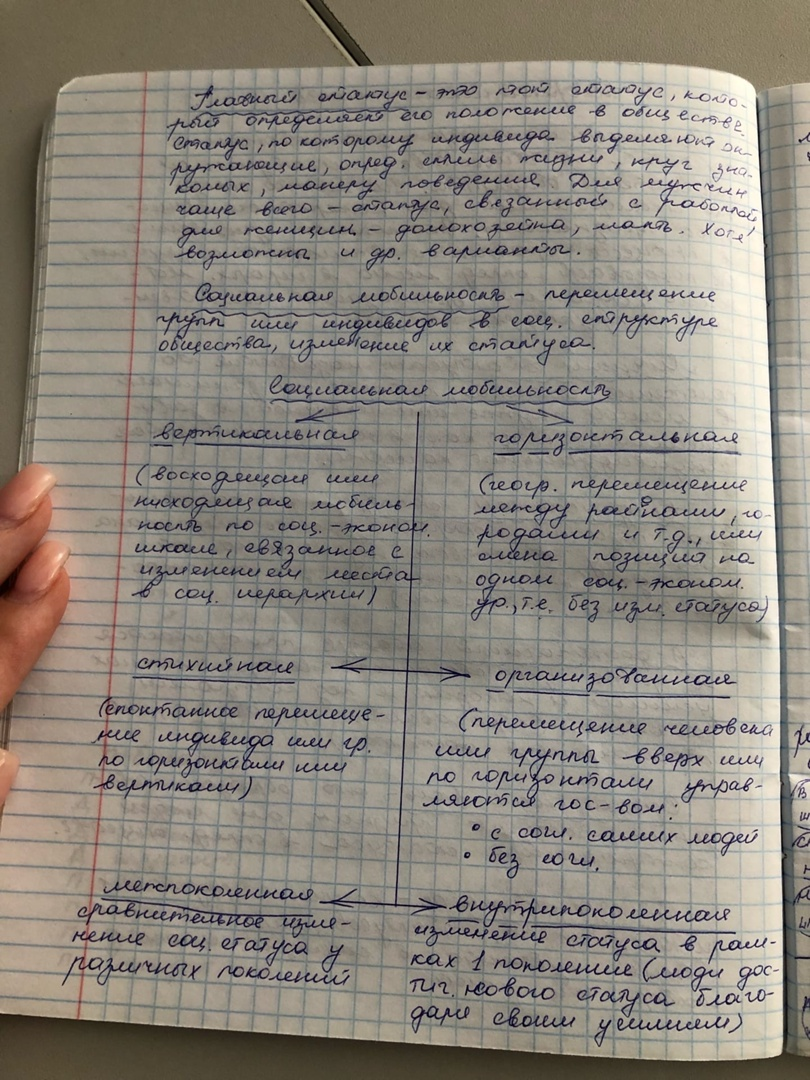 Главный статус – это тот статус, кото-
рый определяет его положение в обществе.
статус, по которому индивида выделяют ок-
ружающие, опред. стиль жизни, круг зна-
комых, манеру поведения. Для мужчин
чаще всего – статус, связанный с работой
для женщин – домохозяйка, мать. Хотя
возможны и др. варианты.
Социальная мобильность – перемещение
групп или индивидов в соц. структуре
общества, изменение их статуса.
Социальная мобильность
вертикальная
(восходящая или
нисходящая мобиль-
ность по соц.-эконом.
шкале, связанное с
изменением места
в соц. иерархии)
горизонтальная
(геогр. перемещение
между районами, го-
родами и т.д., или
смена позиций на
одном соц.-эконом.
ур., т.е. без изм. статуса)
стихийная
(спонтанное перемеще-
ние индивида или гр.
по горизонтали или
вертикали)
организованная
(перемещение человека
или группы вверх или
по горизонтали управ-
ляются гос-вом:
• с согл. самих людей
• без согл.
межпоколенная
сравнительное изме-
нение соц. статуса у
различных поколений
внутрипоколенная
изменение статуса в рам-
ках 1 поколение (люди дос-
тиг. нового статуса благо-
даря своим усилиям)